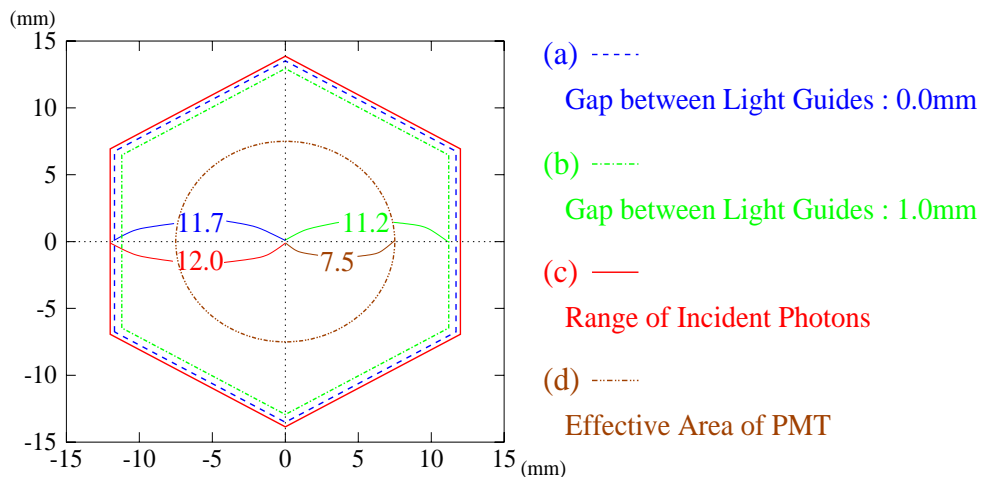 (mm)
15
10
5
0
-5
-10
-15
-15 -10 -5 0 5 10 15
(mm)
11.7
11.2
12.0
7.5
(a)
Gap between Light Guides : 0.0mm
(b)
Gap between Light Guides : 1.0mm
(c)
Range of Incident Photons
(d)
Effective Area of PMT